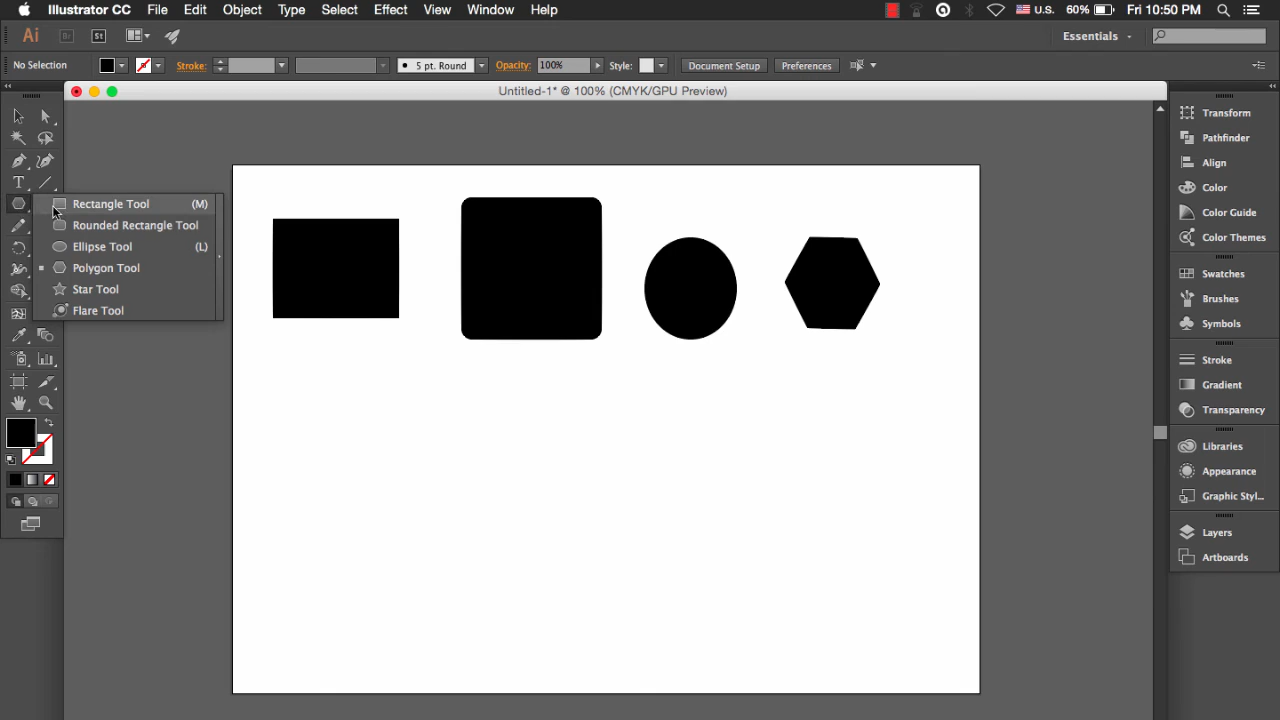 Illustrator CC File Edit Object Type Select Effect View Window Help U.S. 60% Fri 10:50 PM
Ai Br St Essentials
No Selection Stroke: 5 pt. Round Opacity: 100% Style: Document Setup Preferences
Untitled-1* @ 100% (CMYK/GPU Preview)
Rectangle Tool (M)
Rounded Rectangle Tool
Ellipse Tool (L)
Polygon Tool
Star Tool
Flare Tool
Transform
Pathfinder
Align
Color
Color Guide
Color Themes
Swatches
Brushes
Symbols
Stroke
Gradient
Transparency
Libraries
Appearance
Graphic Styl...
Layers
Artboards